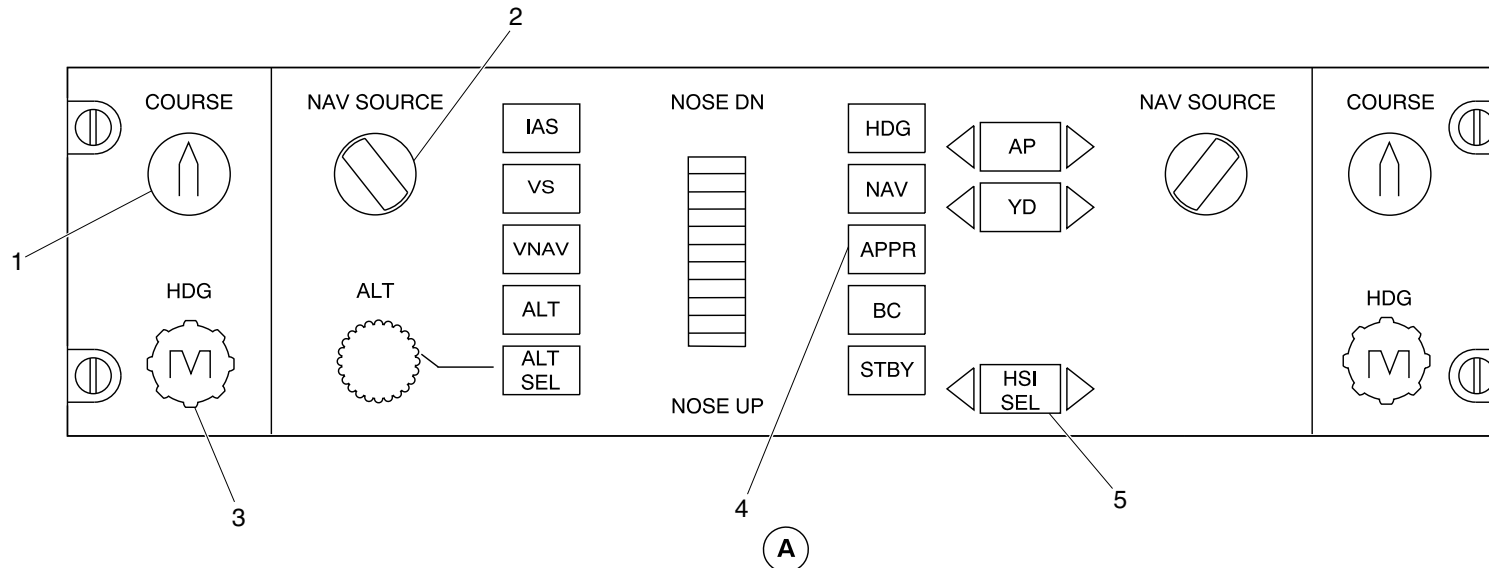 2
COURSE
NAV SOURCE
IAS
NOSE DN
HDG
AP
NAV SOURCE
COURSE
VS
NAV
YD
1
VNAV
APPR
HDG
ALT
ALT
BC
HDG
ALT
SEL
STBY
HSI
SEL
NOSE UP
3
4
5
A